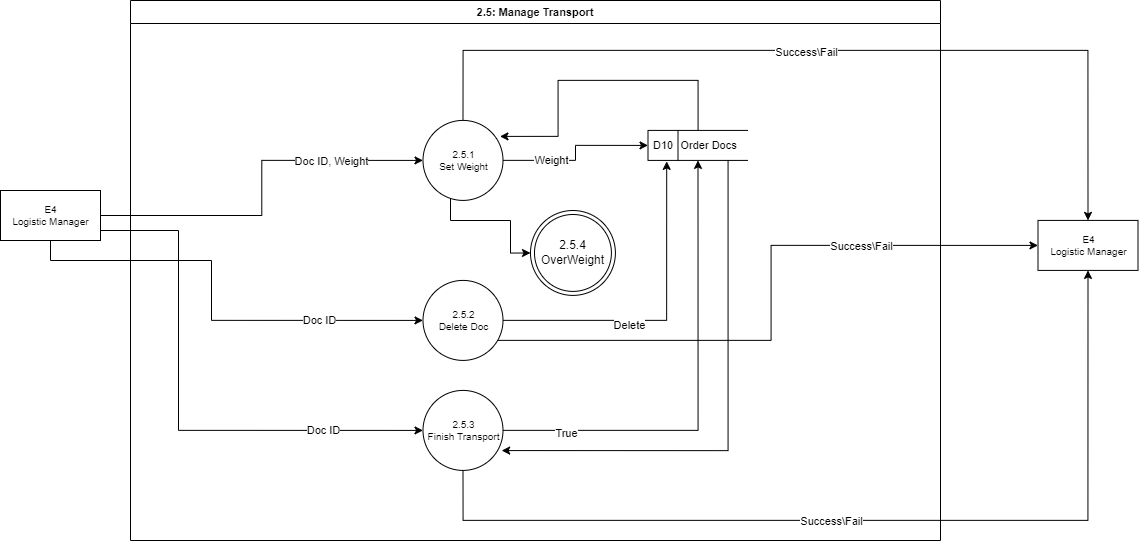 2.5: Manage Transport
Success\Fail
2.5.1
Set Weight
D10
Order Docs
Doc ID, Weight
Weight
E4
Logistic Manager
2.5.4
OverWeight
Success\Fail
E4
Logistic Manager
2.5.2
Delete Doc
Doc ID
Delete
2.5.3
Finish Transport
Doc ID
True
Success\Fail